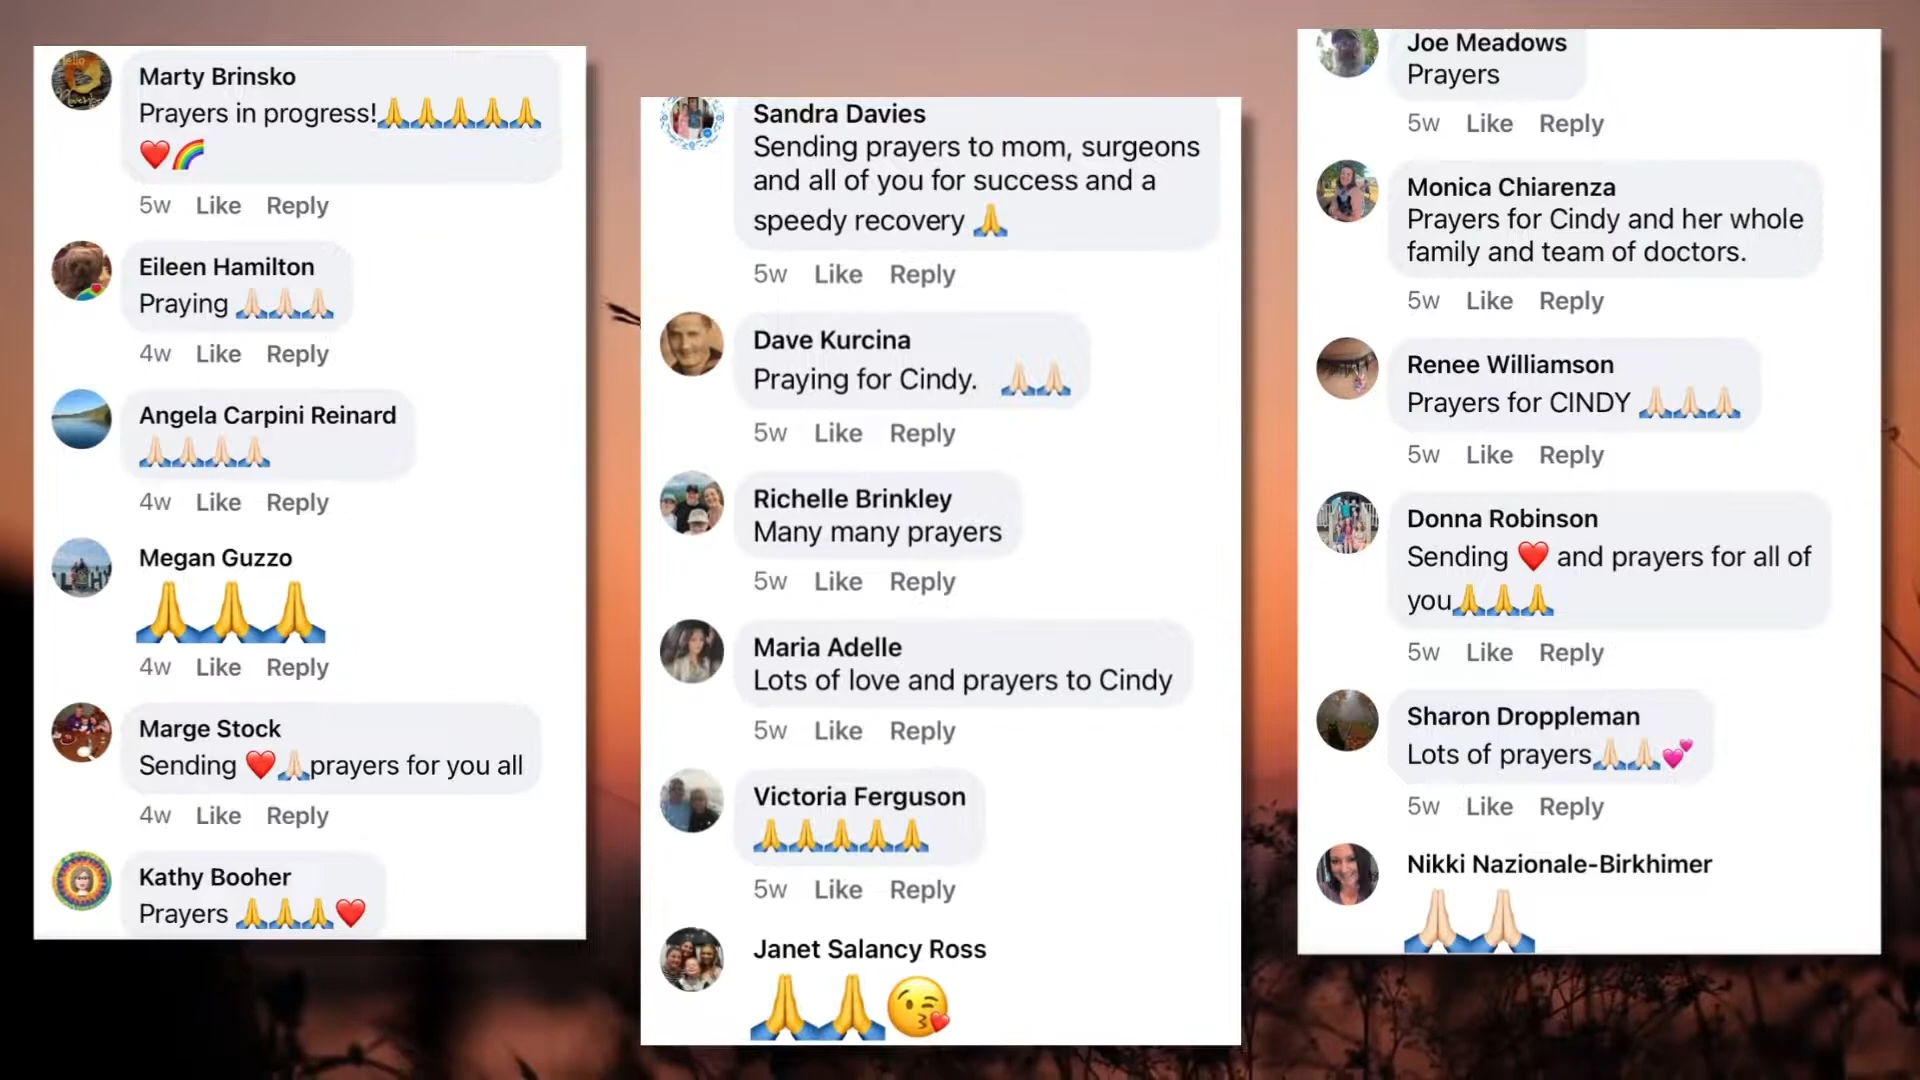 Marty Brinsko
Prayers in progress!🙏🙏🙏🙏🙏
❤️🌈
5w Like Reply
Eileen Hamilton
Praying 🙏🏻🙏🏻🙏🏻
4w Like Reply
Angela Carpini Reinard
🙏🏻🙏🏻🙏🏻🙏🏻
4w Like Reply
Megan Guzzo
🙏🙏🙏
4w Like Reply
Marge Stock
Sending ❤️🙏🏻prayers for you all
4w Like Reply
Kathy Booher
Prayers 🙏🙏🙏❤️
Sandra Davies
Sending prayers to mom, surgeons
and all of you for success and a
speedy recovery 🙏
5w Like Reply
Dave Kurcina
Praying for Cindy. 🙏🏻🙏🏻
5w Like Reply
Richelle Brinkley
Many many prayers
5w Like Reply
Maria Adelle
Lots of love and prayers to Cindy
5w Like Reply
Victoria Ferguson
🙏🙏🙏🙏🙏
5w Like Reply
Janet Salancy Ross
🙏🙏😘
Joe Meadows
Prayers
5w Like Reply
Monica Chiarenza
Prayers for Cindy and her whole
family and team of doctors.
5w Like Reply
Renee Williamson
Prayers for CINDY 🙏🏻🙏🏻🙏🏻
5w Like Reply
Donna Robinson
Sending ❤️ and prayers for all of
you🙏🙏🙏
5w Like Reply
Sharon Droppleman
Lots of prayers🙏🏻🙏🏻💕
5w Like Reply
Nikki Nazionale-Birkhimer
🙏🏻🙏🏻